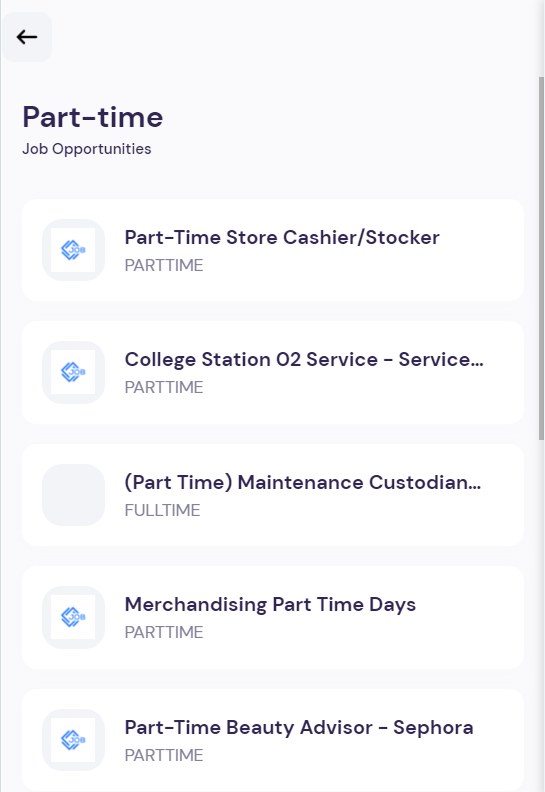 Part-time
Job Opportunities
JOB
Part-Time Store Cashier/Stocker
PARTTIME
JOB
College Station 02 Service - Service...
PARTTIME
(Part Time) Maintenance Custodian...
FULLTIME
JOB
Merchandising Part Time Days
PARTTIME
JOB
Part-Time Beauty Advisor - Sephora
PARTTIME